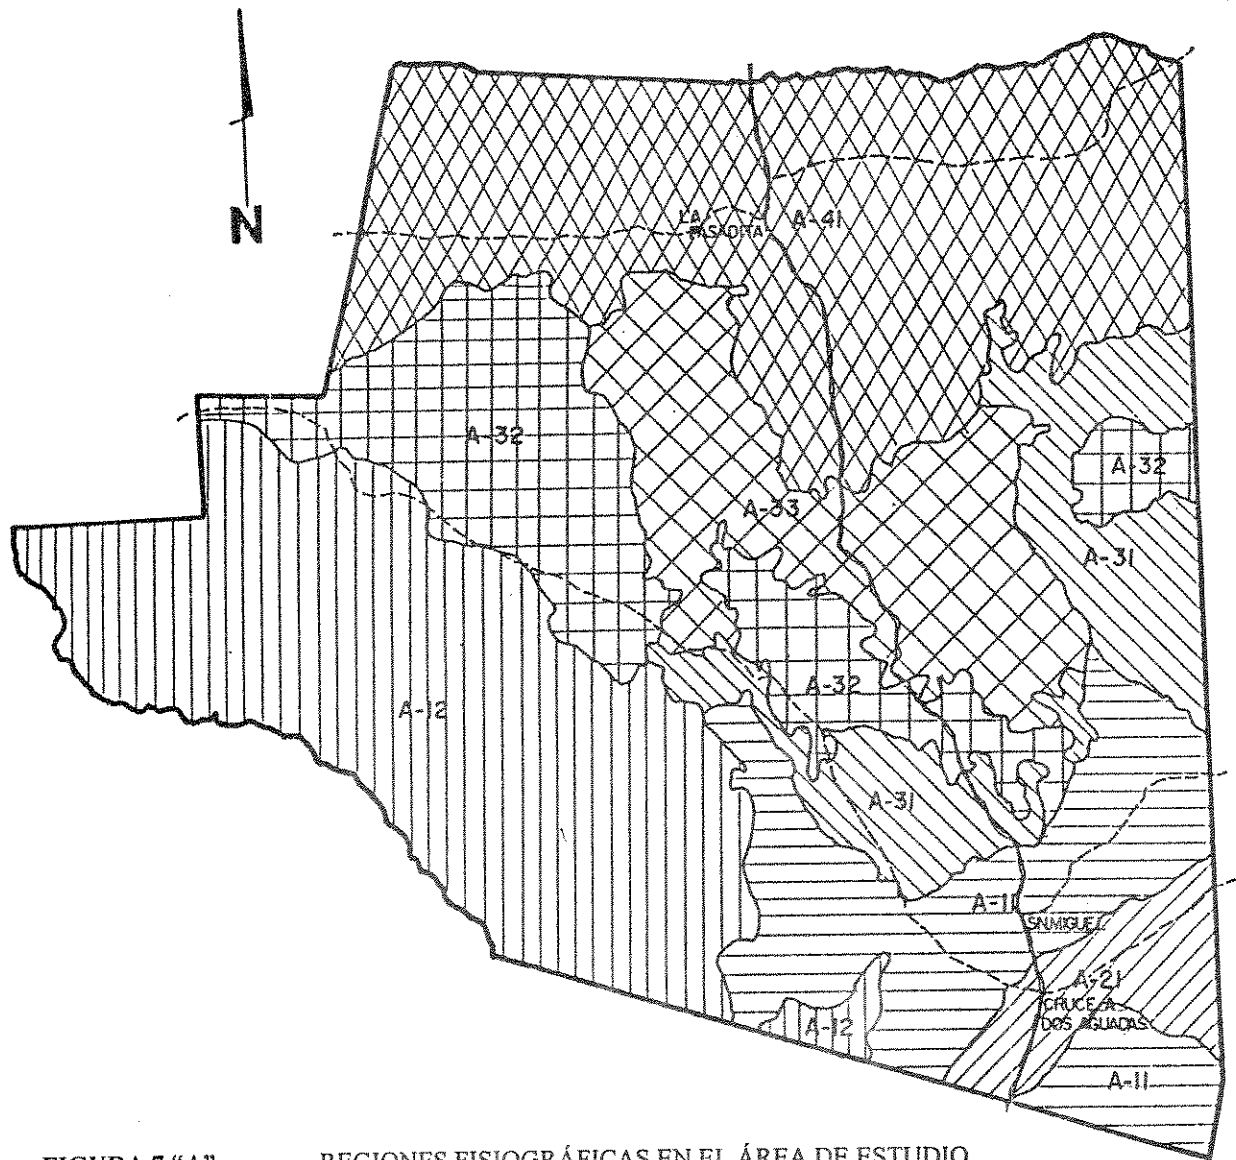 N
LA
PASADITA
A-41
A-32
A-32
A-33
A-31
A-32
A-12
A-31
A-11
SN.MIGUEL
A-21
CRUCE A
DOS AGUADAS
A-12
A-11
FIGURA 7 "A" REGIONES FISIOGRÁFICAS EN EL ÁREA DE ESTUDIO